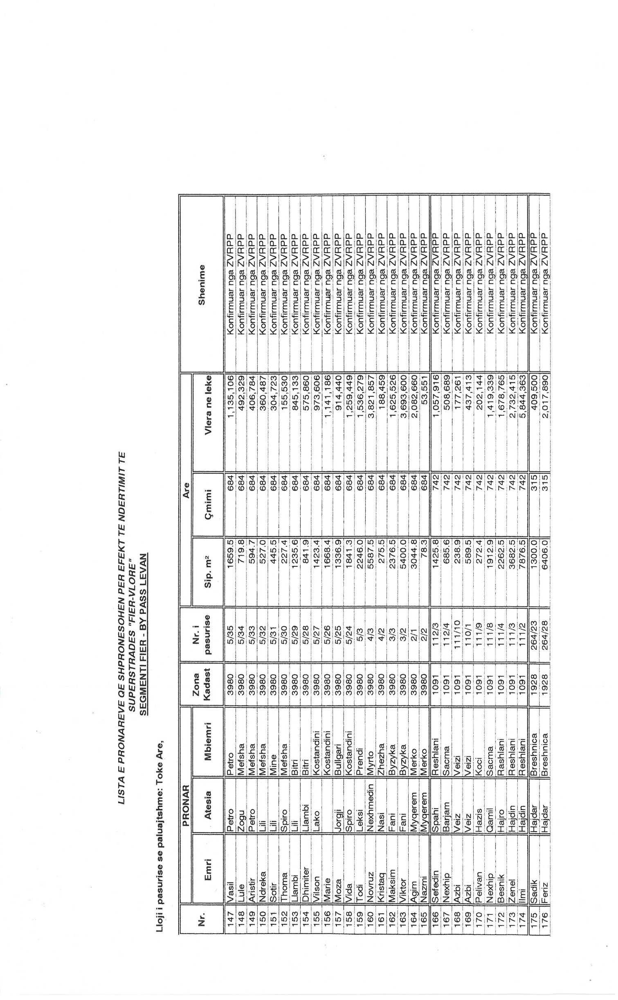 LISTA E PRONAREVE QE SHPRONESOHEN PER EFEKT TE NDERTIMIT TE
SUPERSTRADES "FIER-VLORE"
SEGMENTI FIER - BY PASS LEVAN
Lloji i pasurise se paluajtshme: Toke Are,
PRONAR Are
Nr. Emri Atesia Mbiemri Zona Kadast Nr. i pasurise Sip. m² Çmimi Vlera ne leke Shenime
147 Vasil Petro Petro 3980 5/35 1659.5 684 1,135,106 Konfirmuar nga ZVRPP
148 Lule Zogu Mefsha 3980 5/34 719.8 684 492,329 Konfirmuar nga ZVRPP
149 Aristir Petro Mefsha 3980 5/33 594.7 684 406,784 Konfirmuar nga ZVRPP
150 Ndreka Lili Mefsha 3980 5/32 527.0 684 360,487 Konfirmuar nga ZVRPP
151 Sotir Lili Mine 3980 5/31 445.5 684 304,723 Konfirmuar nga ZVRPP
152 Thoma Spiro Mefsha 3980 5/30 227.4 684 155,530 Konfirmuar nga ZVRPP
153 Llambi Lili Bitri 3980 5/29 1235.6 684 845,133 Konfirmuar nga ZVRPP
154 Dhimiter Llambi Bitri 3980 5/28 841.9 684 575,860 Konfirmuar nga ZVRPP
155 Vilson Lako Kostandini 3980 5/27 1423.4 684 973,606 Konfirmuar nga ZVRPP
156 Marie Kostandini 3980 5/26 1668.4 684 1,141,186 Konfirmuar nga ZVRPP
157 Moza Jorgji Bullgari 3980 5/25 1336.9 684 914,440 Konfirmuar nga ZVRPP
158 Vida Spiro Kostandini 3980 5/24 1841.3 684 1,259,449 Konfirmuar nga ZVRPP
159 Todi Leksi Prendi 3980 5/3 2246.0 684 1,536,279 Konfirmuar nga ZVRPP
160 Novruz Nexhmedin Myrto 3980 4/3 5587.5 684 3,821,857 Konfirmuar nga ZVRPP
161 Kristaq Nasi Zhezha 3980 4/2 275.5 684 188,459 Konfirmuar nga ZVRPP
162 Maksim Fani Byzyka 3980 3/3 2376.5 684 1,625,526 Konfirmuar nga ZVRPP
163 Viktor Fani Byzyka 3980 3/2 5400.0 684 3,693,600 Konfirmuar nga ZVRPP
164 Agim Myqerem Merko 3980 2/1 3044.8 684 2,082,660 Konfirmuar nga ZVRPP
165 Nazmi Myqerem Merko 3980 2/2 78.3 684 53,551 Konfirmuar nga ZVRPP
166 Sefedin Spahi Reshlani 1091 112/3 1425.8 742 1,057,916 Konfirmuar nga ZVRPP
167 Nexhip Barjam Sacma 1091 112/4 685.6 742 508,689 Konfirmuar nga ZVRPP
168 Azbi Veiz Veizi 1091 111/10 238.9 742 177,261 Konfirmuar nga ZVRPP
169 Azbi Veiz Veizi 1091 110/1 589.5 742 437,413 Konfirmuar nga ZVRPP
170 Pelivan Hazis Koci 1091 111/9 272.4 742 202,144 Konfirmuar nga ZVRPP
171 Nexhip Qamil Sacma 1091 111/8 1912.9 742 1,419,339 Konfirmuar nga ZVRPP
172 Besnik Hajro Rashlani 1091 111/4 2262.5 742 1,678,765 Konfirmuar nga ZVRPP
173 Zenel Hajdin Reshlani 1091 111/3 3682.5 742 2,732,415 Konfirmuar nga ZVRPP
174 Ilmi Hajdin Reshlani 1091 111/2 7876.5 742 5,844,363 Konfirmuar nga ZVRPP
175 Sadik Hajdar Breshnica 1928 264/23 1300.0 315 409,500 Konfirmuar nga ZVRPP
176 Feriz Hajdar Breshnica 1928 264/28 6406.0 315 2,017,890 Konfirmuar nga ZVRPP